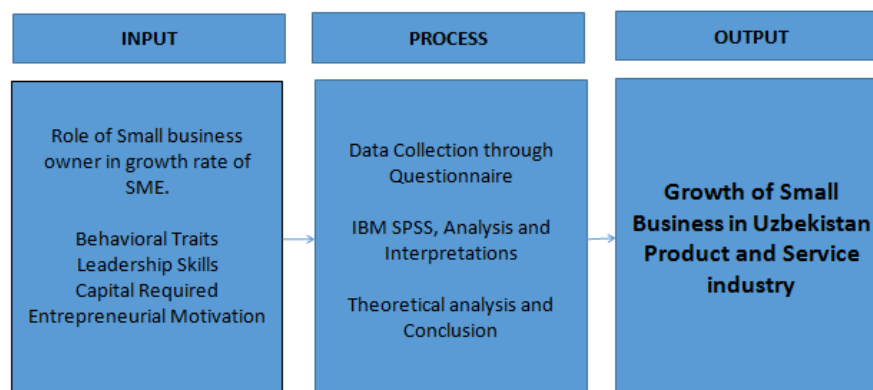 INPUT
PROCESS
OUTPUT
Role of Small business
owner in growth rate of
SME.
Behavioral Traits
Leadership Skills
Capital Required
Entrepreneurial Motivation
Data Collection through
Questionnaire
IBM SPSS, Analysis and
Interpretations
Theoretical analysis and
Conclusion
Growth of Small
Business in Uzbekistan
Product and Service
industry